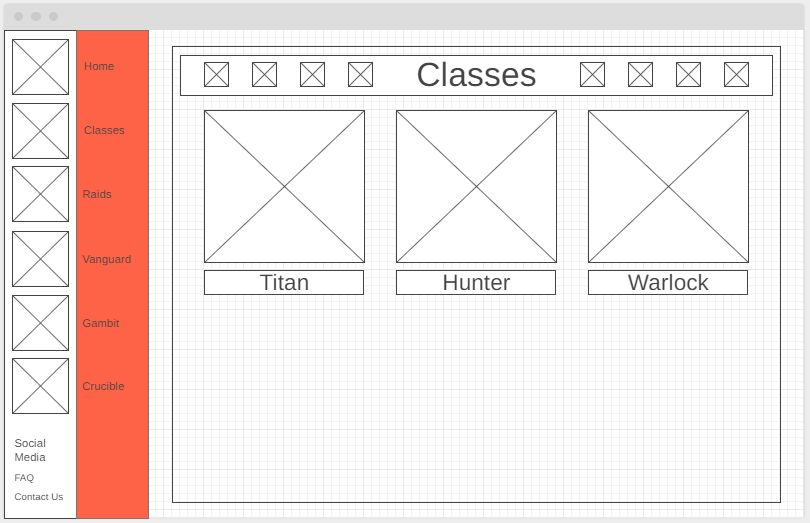 Home
Classes
Raids
Vanguard
Gambit
Crucible
Social
Media
FAQ
Contact Us
Classes
Titan
Hunter
Warlock